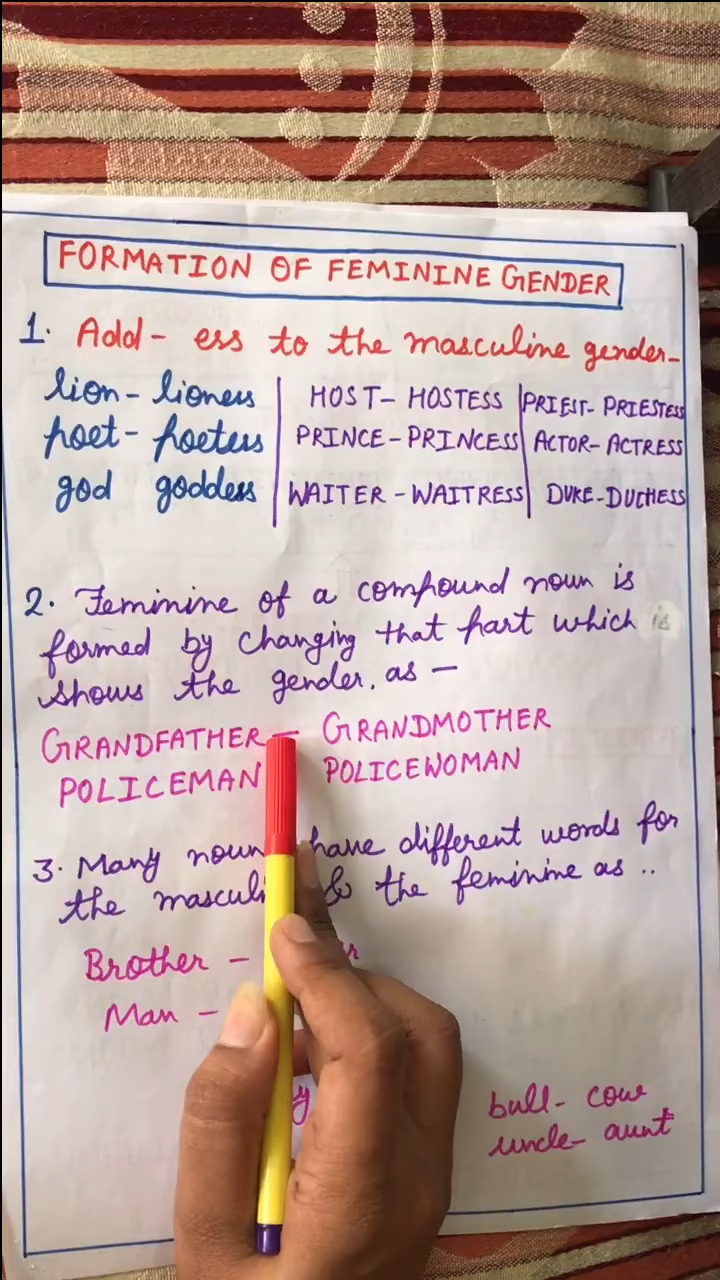 FORMATION OF FEMININE GENDER
1. Add- ess to the masculine gender-
lion - lioness | HOST - HOSTESS | PRIEST - PRIESTESS
poet - poetess | PRINCE - PRINCESS | ACTOR - ACTRESS
god goddess | WAITER - WAITRESS | DUKE - DUCHESS
2. Feminine of a compound noun is
formed by changing that part which is
shows the gender. as -
GRANDFATHER - GRANDMOTHER
POLICEMAN POLICEWOMAN
3. Many noun have different words for
the & the feminine as ..
Brother -
Man -
bull - cow
uncle - aunt